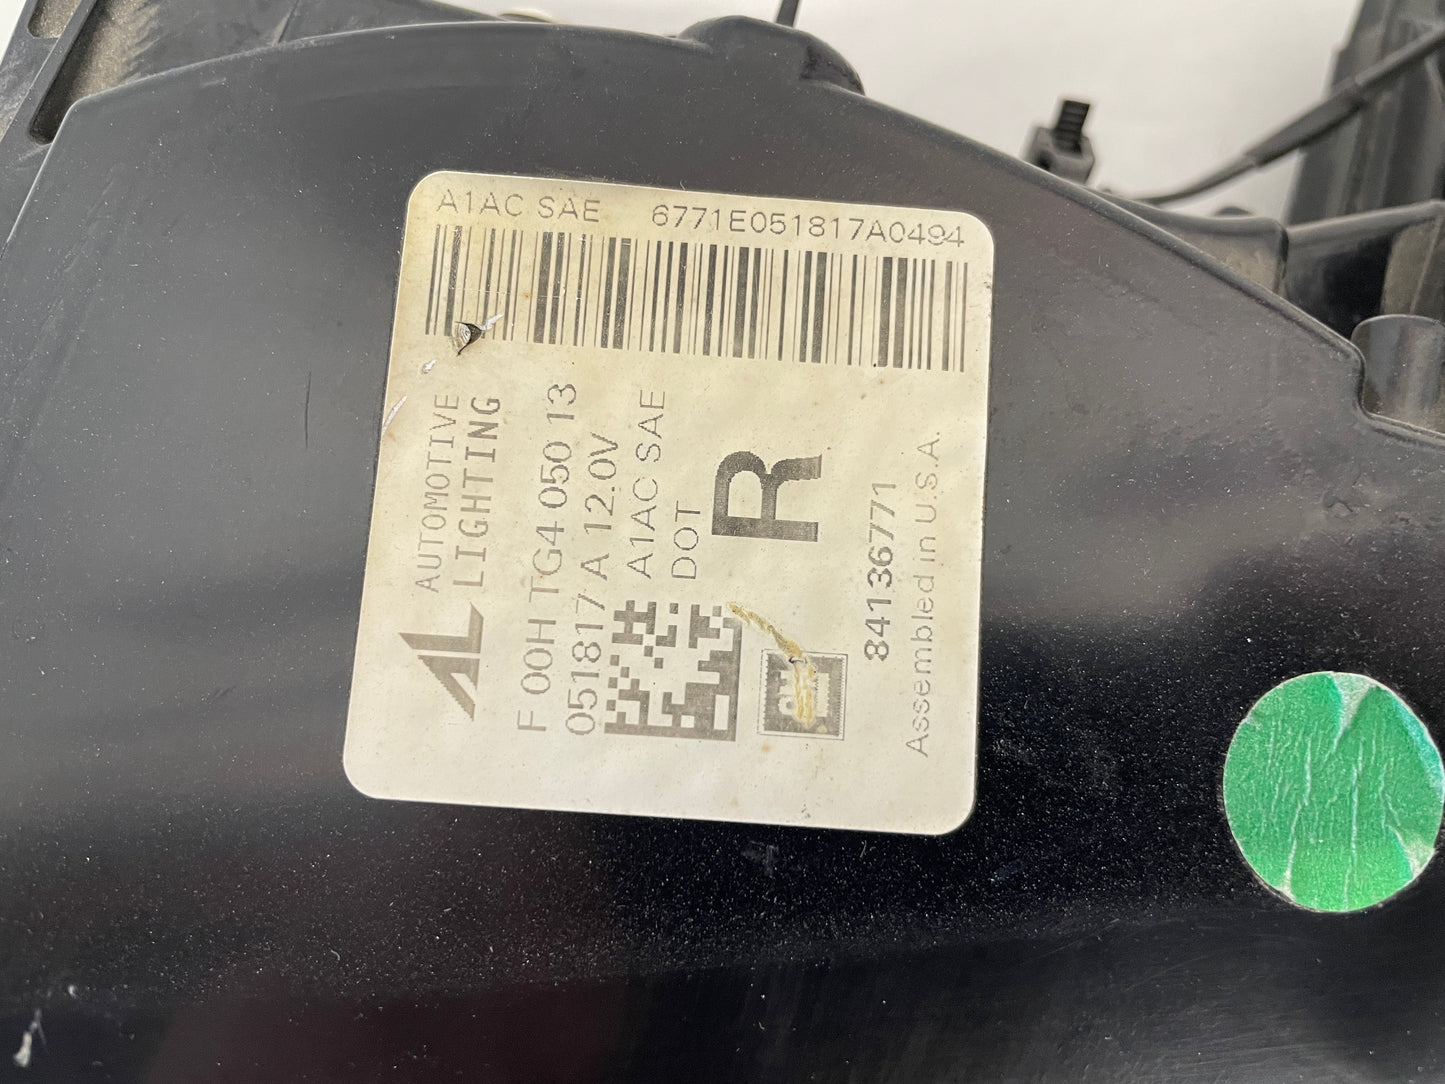 A1AC SAE 6771E051817A0494
AUTOMOTIVE
AL LIGHTING
F 00H TG4 050 13
051817 A 12.0V
A1AC SAE
DOT
R
84136771
Assembled in U.S.A.